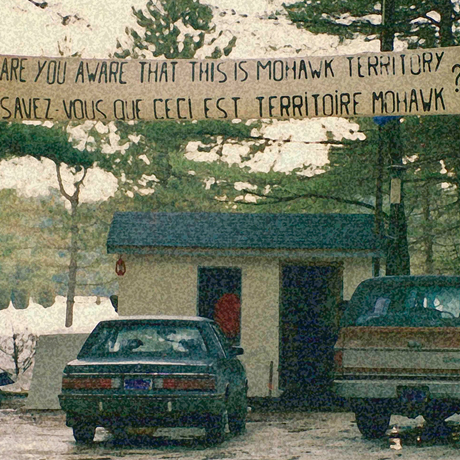 ARE YOU AWARE THAT THIS IS MOHAWK TERRITORY ?
SAVEZ-VOUS QUE CECI EST TERRITOIRE MOHAWK